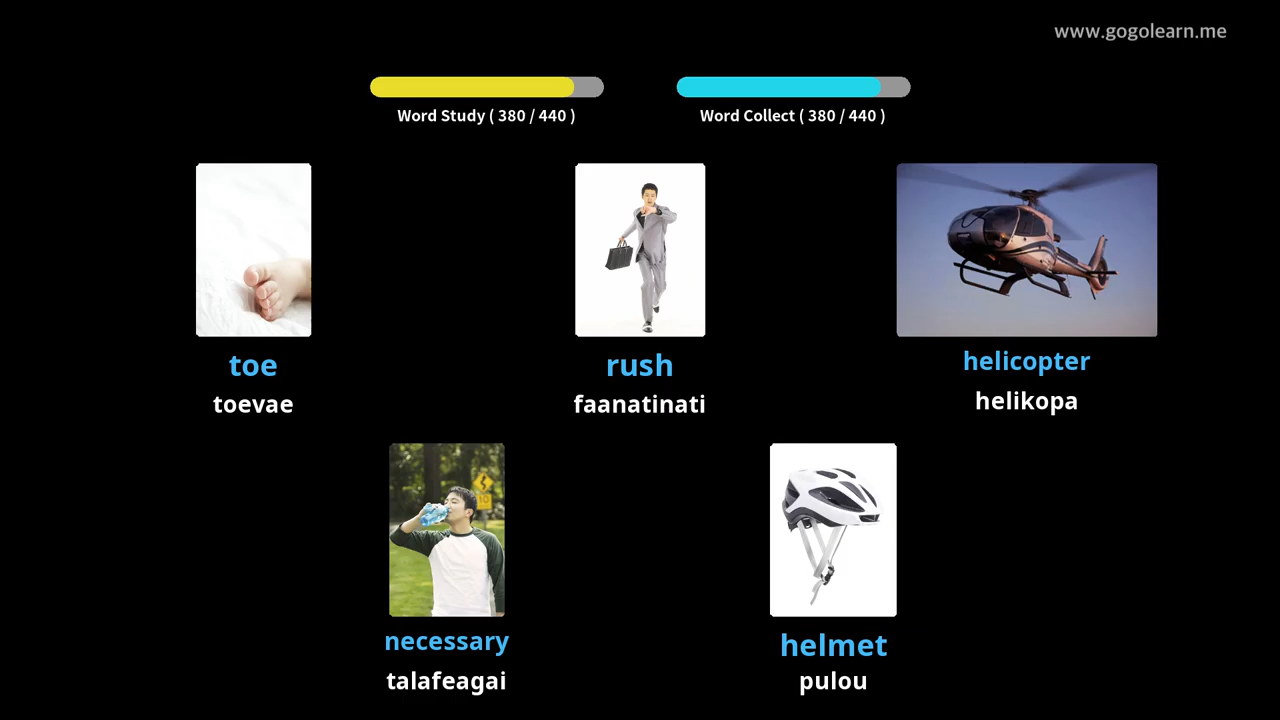 www.gogolearn.me
Word Study ( 380 / 440 )
Word Collect ( 380 / 440 )
toe
toevae
rush
faanatinati
helicopter
helikopa
necessary
talafeagai
helmet
pulou